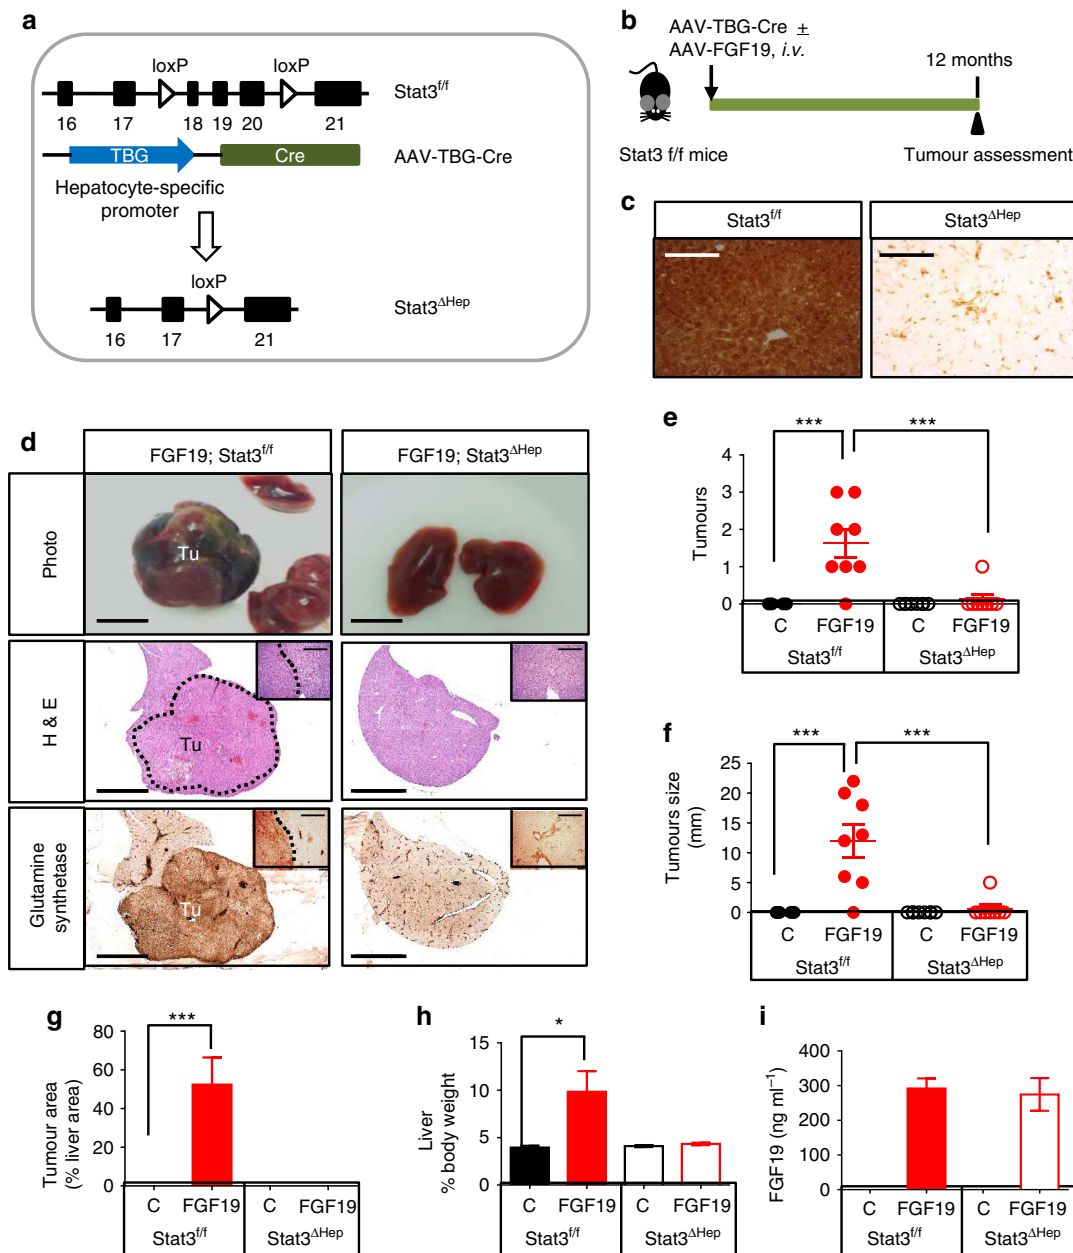 a
loxP loxP
Stat3f/f
16 17 18 19 20 21
TBG Cre AAV-TBG-Cre
Hepatocyte-specific
promoter
loxP
Stat3ΔHep
16 17 21
b
AAV-TBG-Cre ±
AAV-FGF19, i.v.
12 months
Stat3 f/f mice
Tumour assessment
c
Stat3f/f Stat3ΔHep
d
FGF19; Stat3f/f FGF19; Stat3ΔHep
Photo
Tu
H & E
Tu
Glutamine
synthetase
Tu
e
*** ***
Tumours
4
3
2
1
0
C FGF19 C FGF19
Stat3f/f Stat3ΔHep
f
*** ***
Tumours size
(mm)
25
20
15
10
5
0
C FGF19 C FGF19
Stat3f/f Stat3ΔHep
g
***
Tumour area
(% liver area)
80
60
40
20
0
C FGF19 C FGF19
Stat3f/f Stat3ΔHep
h
*
Liver
% body weight
15
10
5
0
C FGF19 C FGF19
Stat3f/f Stat3ΔHep
i
FGF19 (ng ml−1)
400
300
200
100
0
C FGF19 C FGF19
Stat3f/f Stat3ΔHep